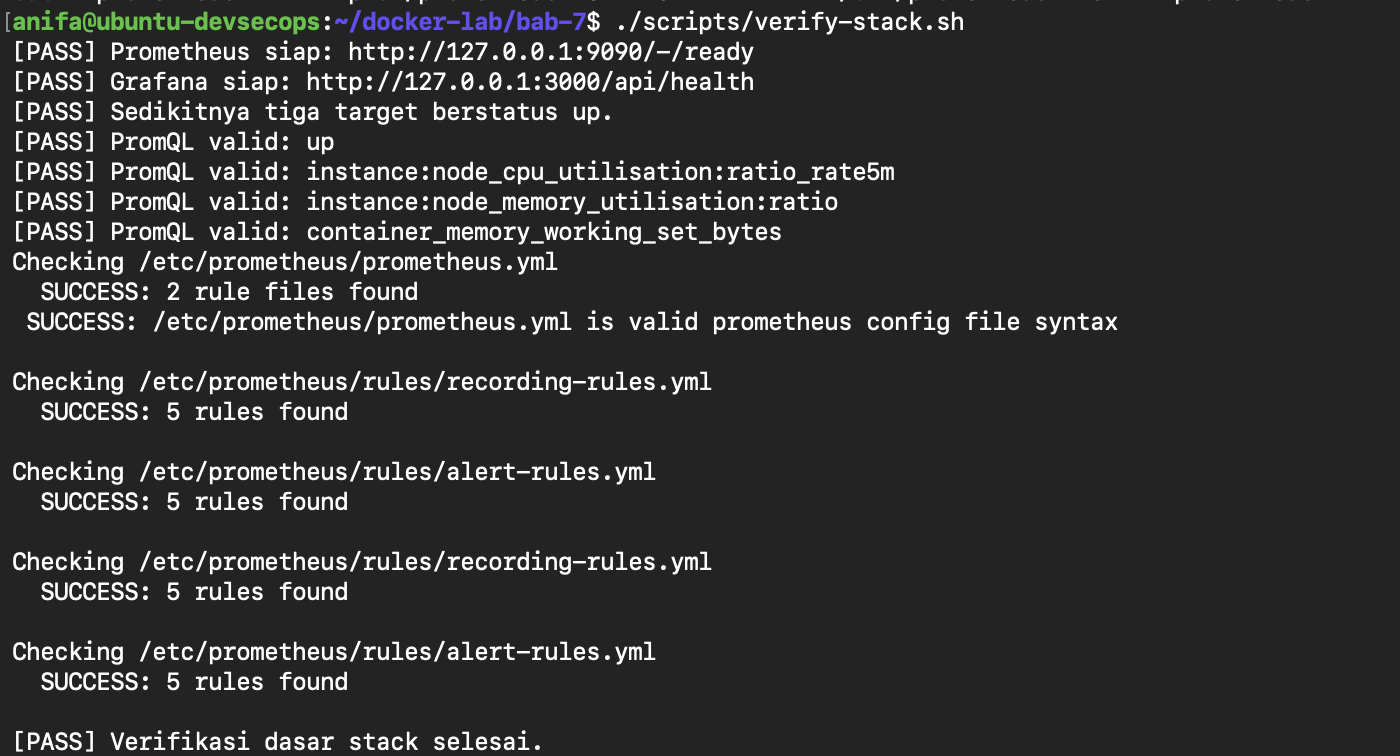 [anifa@ubuntu-devsecops:~/docker-lab/bab-7$ ./scripts/verify-stack.sh
[PASS] Prometheus siap: http://127.0.0.1:9090/-/ready
[PASS] Grafana siap: http://127.0.0.1:3000/api/health
[PASS] Sedikitnya tiga target berstatus up.
[PASS] PromQL valid: up
[PASS] PromQL valid: instance:node_cpu_utilisation:ratio_rate5m
[PASS] PromQL valid: instance:node_memory_utilisation:ratio
[PASS] PromQL valid: container_memory_working_set_bytes
Checking /etc/prometheus/prometheus.yml
  SUCCESS: 2 rule files found
 SUCCESS: /etc/prometheus/prometheus.yml is valid prometheus config file syntax

Checking /etc/prometheus/rules/recording-rules.yml
  SUCCESS: 5 rules found

Checking /etc/prometheus/rules/alert-rules.yml
  SUCCESS: 5 rules found

Checking /etc/prometheus/rules/recording-rules.yml
  SUCCESS: 5 rules found

Checking /etc/prometheus/rules/alert-rules.yml
  SUCCESS: 5 rules found

[PASS] Verifikasi dasar stack selesai.